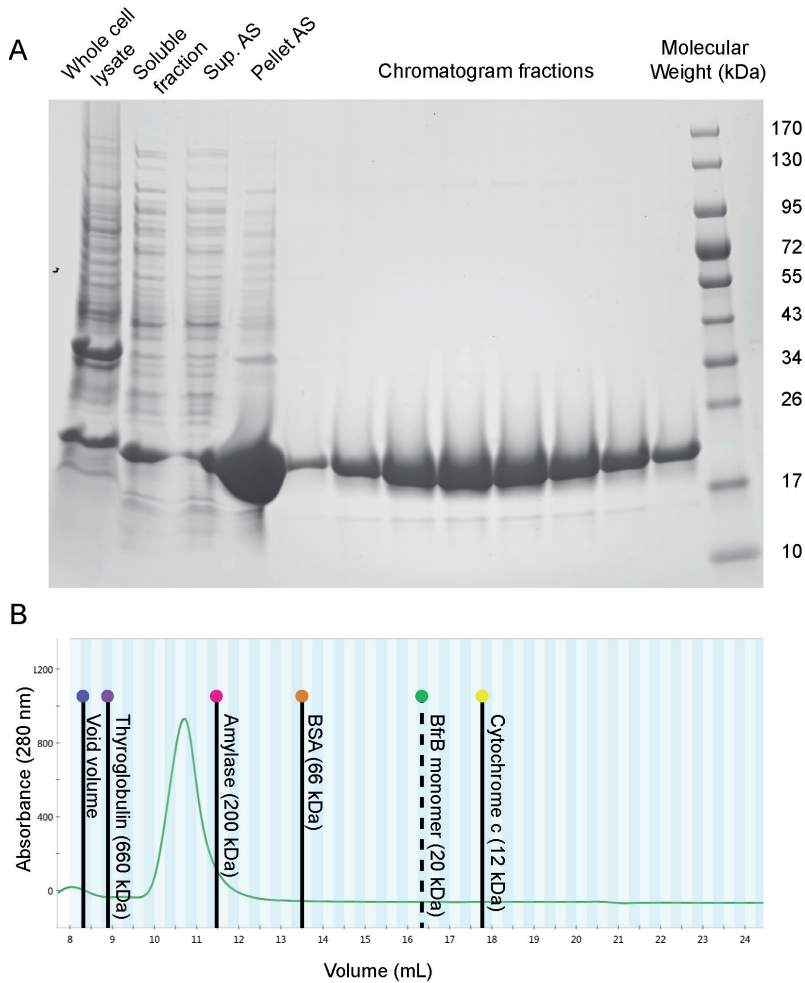 A
Whole cell
lysate
Soluble
fraction
Sup. AS
Pellet AS
Chromatogram fractions
Molecular
Weight (kDa)
170
130
95
72
55
43
34
26
17
10
B
Absorbance (280 nm)
1200
800
400
0
Void volume
Thyroglobulin (660 kDa)
Amylase (200 kDa)
BSA (66 kDa)
BfrB monomer (20 kDa)
Cytochrome c (12 kDa)
8 9 10 11 12 13 14 15 16 17 18 19 20 21 22 23 24
Volume (mL)